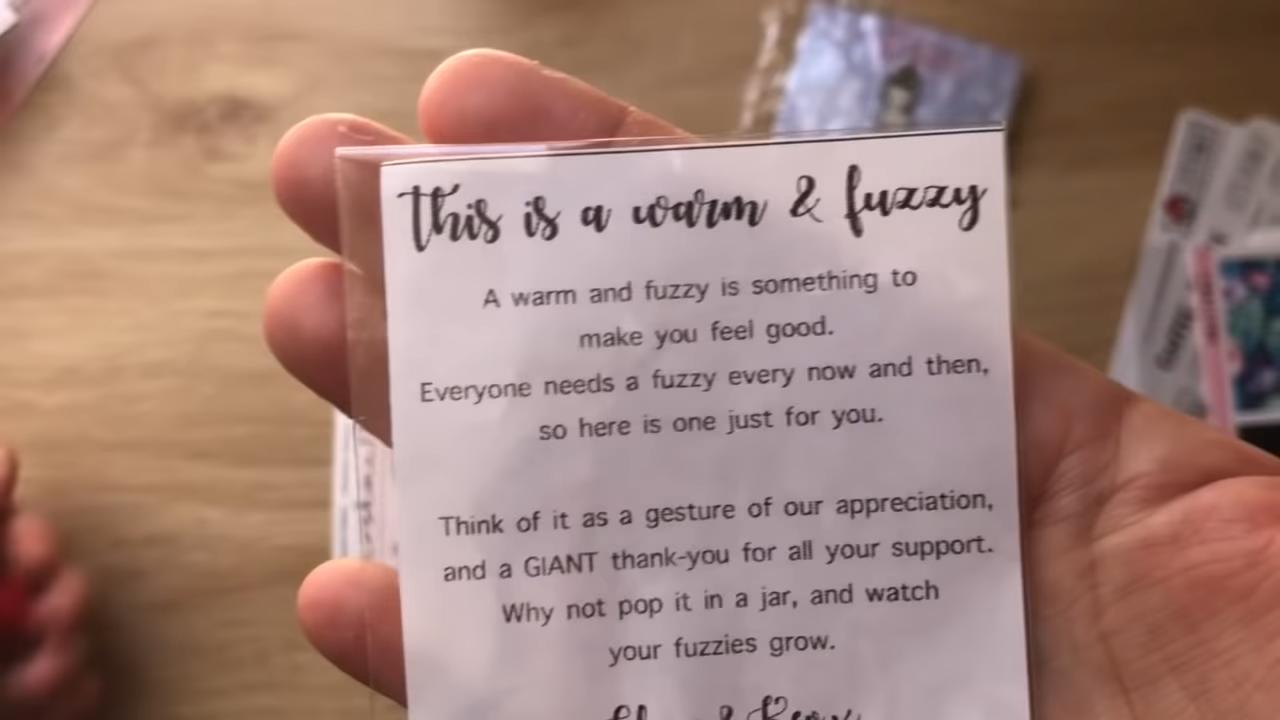 this is a warm & fuzzy
A warm and fuzzy is something to
make you feel good.
Everyone needs a fuzzy every now and then,
so here is one just for you.
Think of it as a gesture of our appreciation,
and a GIANT thank-you for all your support.
Why not pop it in a jar, and watch
your fuzzies grow.
&